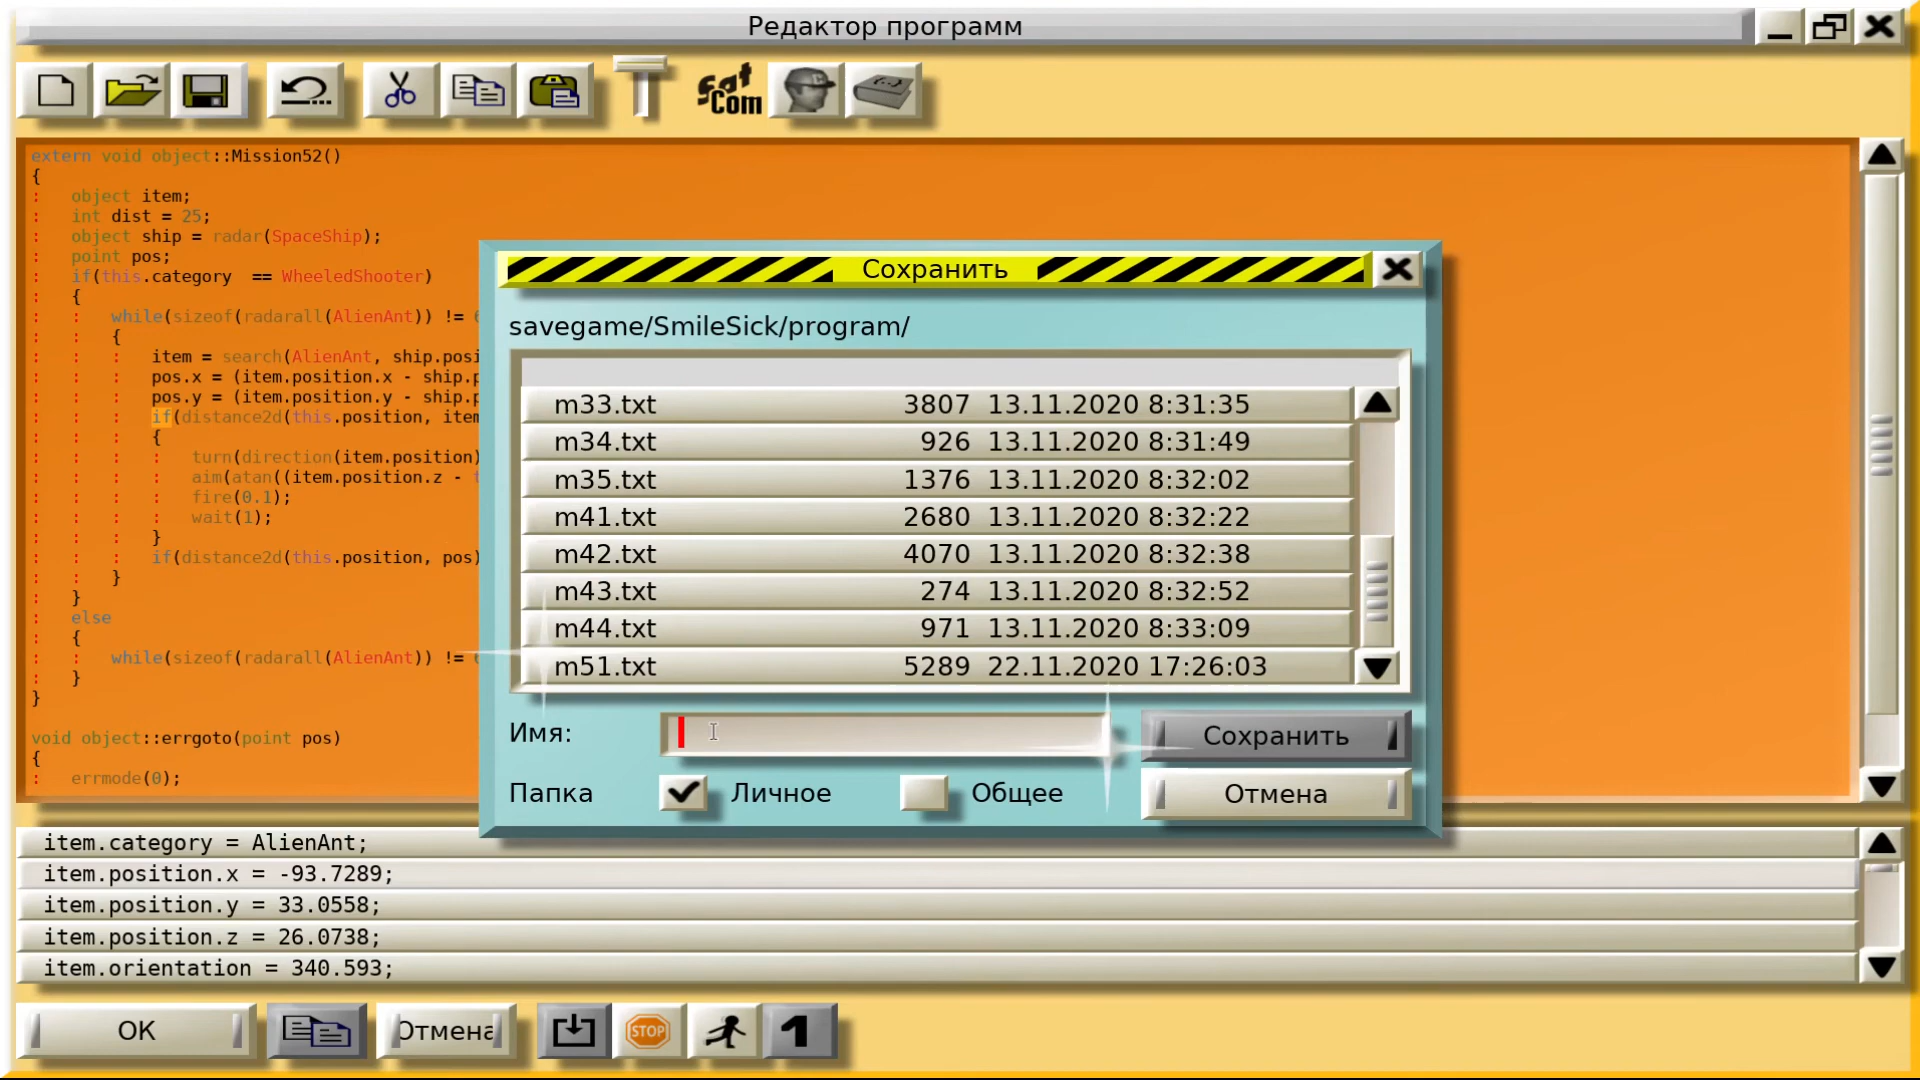 Редактор программ
Sat
Com
extern void object::Mission52()
{
: object item;
: int dist = 25;
: object ship = radar(SpaceShip);
: point pos;
: if(this.category == WheeledShooter)
: {
: : while(sizeof(radarall(AlienAnt)) !=
: : {
: : : item = search(AlienAnt, ship.posi
: : : pos.x = (item.position.x - ship.p
: : : pos.y = (item.position.y - ship.p
: : : if(distance2d(this.position, item
: : : {
: : : : turn(direction(item.position)
: : : : aim(atan((item.position.z -
: : : : fire(0.1);
: : : : wait(1);
: : : }
: : : if(distance2d(this.position, pos)
: : }
: }
: else
: {
: : while(sizeof(radarall(AlienAnt)) !=
: }
}
void object::errgoto(point pos)
{
: errmode(0);
Сохранить
savegame/SmileSick/program/
m33.txt 3807 13.11.2020 8:31:35
m34.txt 926 13.11.2020 8:31:49
m35.txt 1376 13.11.2020 8:32:02
m41.txt 2680 13.11.2020 8:32:22
m42.txt 4070 13.11.2020 8:32:38
m43.txt 274 13.11.2020 8:32:52
m44.txt 971 13.11.2020 8:33:09
m51.txt 5289 22.11.2020 17:26:03
Имя: Сохранить
Папка Личное Общее Отмена
item.category = AlienAnt;
item.position.x = -93.7289;
item.position.y = 33.0558;
item.position.z = 26.0738;
item.orientation = 340.593;
OK Отмена STOP 1